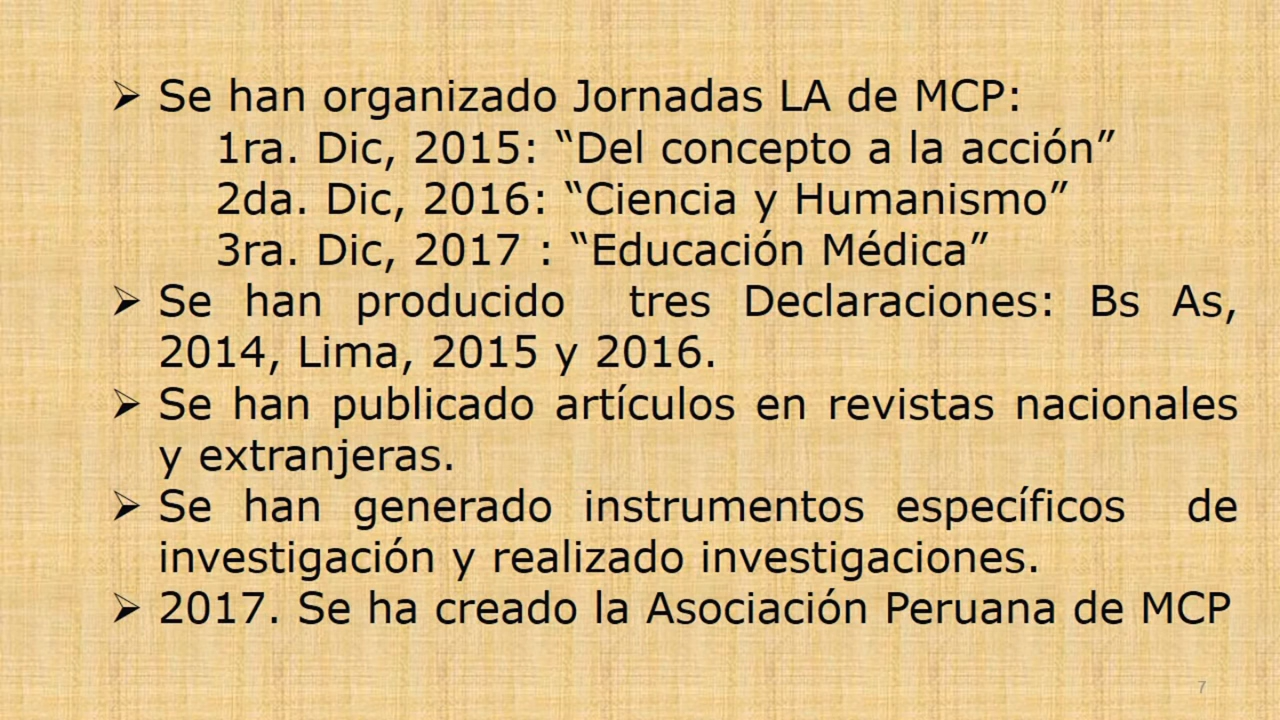 ➢ Se han organizado Jornadas LA de MCP:
1ra. Dic, 2015: “Del concepto a la acción”
2da. Dic, 2016: “Ciencia y Humanismo”
3ra. Dic, 2017 : “Educación Médica”
➢ Se han producido tres Declaraciones: Bs As,
2014, Lima, 2015 y 2016.
➢ Se han publicado artículos en revistas nacionales
y extranjeras.
➢ Se han generado instrumentos específicos de
investigación y realizado investigaciones.
➢ 2017. Se ha creado la Asociación Peruana de MCP
7